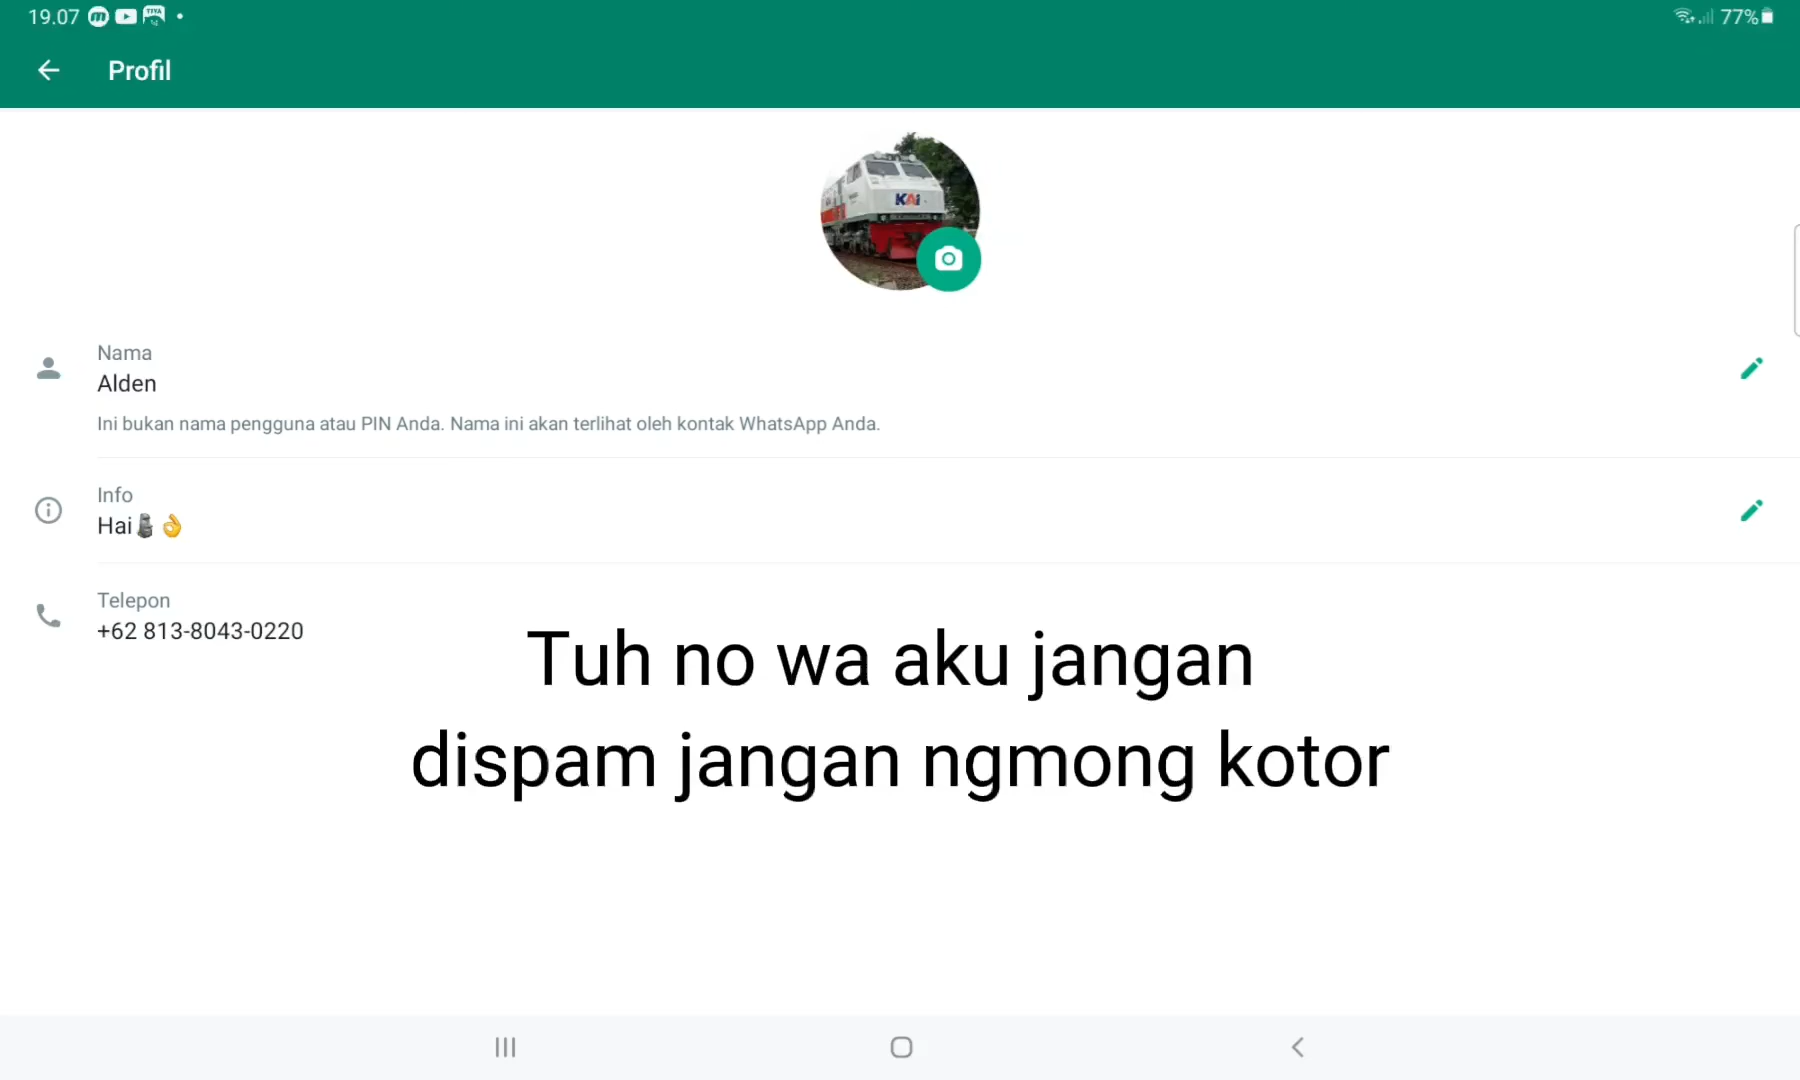 19.07
77%
Profil
KAI
Nama
Alden
Ini bukan nama pengguna atau PIN Anda. Nama ini akan terlihat oleh kontak WhatsApp Anda.
Info
Hai🗿👌
Telepon
+62 813-8043-0220
Tuh no wa aku jangan
dispam jangan ngmong kotor